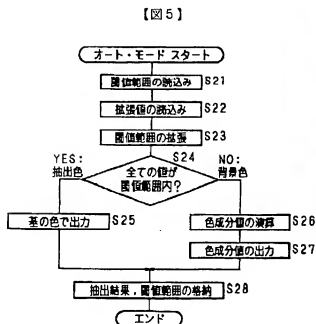 【図5】
オート・モード スタート
閾値範囲の読込み S21
拡張値の読込み S22
閾値範囲の拡張 S23
S24
YES: NO:
抽出色 背景色
全ての値が
閾値範囲内?
基の色で出力 S25
色成分値の演算 S26
色成分値の出力 S27
抽出結果,閾値範囲の格納 S28
エンド